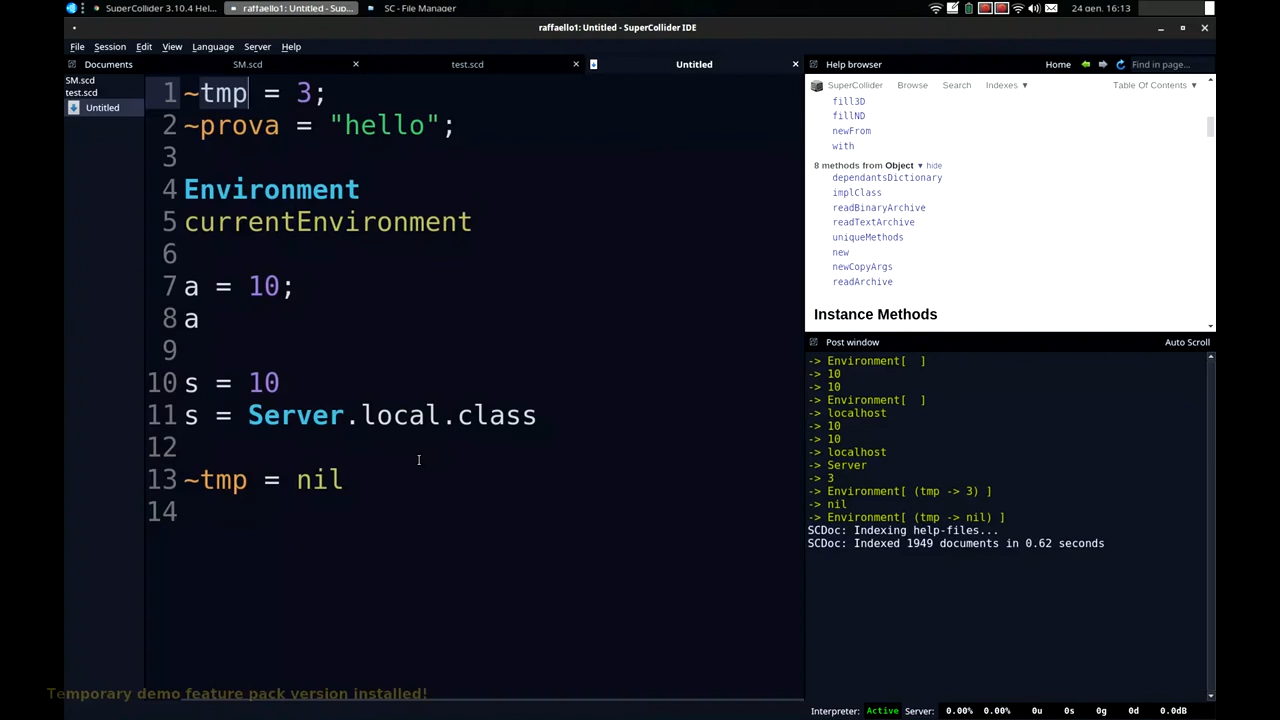 SuperCollider 3.10.4 Hel...
raffaello1: Untitled - Sup...
SC - File Manager
24 gen, 16:13
raffaello1: Untitled - SuperCollider IDE
File Session Edit View Language Server Help
Documents
SM.scd
test.scd
Untitled
SM.scd
test.scd
Untitled
1 ~tmp = 3;
2 ~prova = "hello";
3
4 Environment
5 currentEnvironment
6
7 a = 10;
8 a
9
10 s = 10
11 s = Server.local.class
12
13 ~tmp = nil
14
Help browser
Home
Find in page...
SuperCollider Browse Search Indexes ▼ Table Of Contents ▼
fill3D
fillND
newFrom
with
8 methods from Object ▼ hide
dependantsDictionary
implClass
readBinaryArchive
readTextArchive
uniqueMethods
new
newCopyArgs
readArchive
Instance Methods
Post window
Auto Scroll
-> Environment[  ]
-> 10
-> 10
-> Environment[  ]
-> localhost
-> 10
-> 10
-> localhost
-> Server
-> 3
-> Environment[ (tmp -> 3) ]
-> nil
-> Environment[ (tmp -> nil) ]
SCDoc: Indexing help-files...
SCDoc: Indexed 1949 documents in 0.62 seconds
Temporary demo feature pack version installed!
Interpreter: Active Server: 0.00% 0.00% 0u 0s 0g 0d 0.0dB